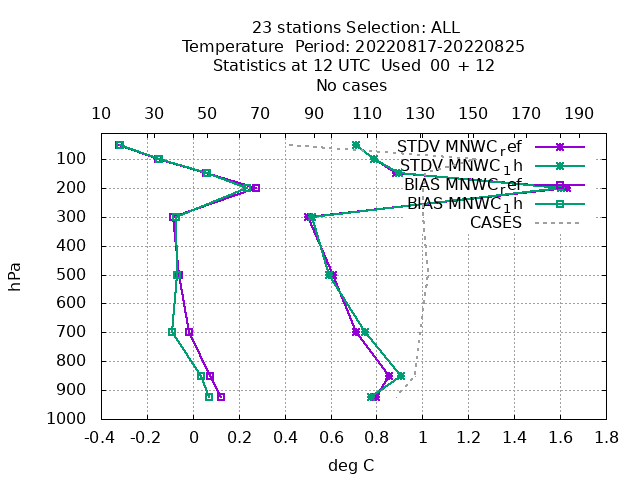 23 stations Selection: ALL
Temperature  Period: 20220817-20220825
Statistics at 12 UTC  Used  00 + 12
No cases
10 30 50 70 90 110 130 150 170 190
STDV MNWC_ref
STDV MNWC_1h
BIAS MNWC_ref
BIAS MNWC_1h
CASES
100
200
300
400
500
600
700
800
900
1000
hPa
-0.4 -0.2 0 0.2 0.4 0.6 0.8 1 1.2 1.4 1.6 1.8
deg C